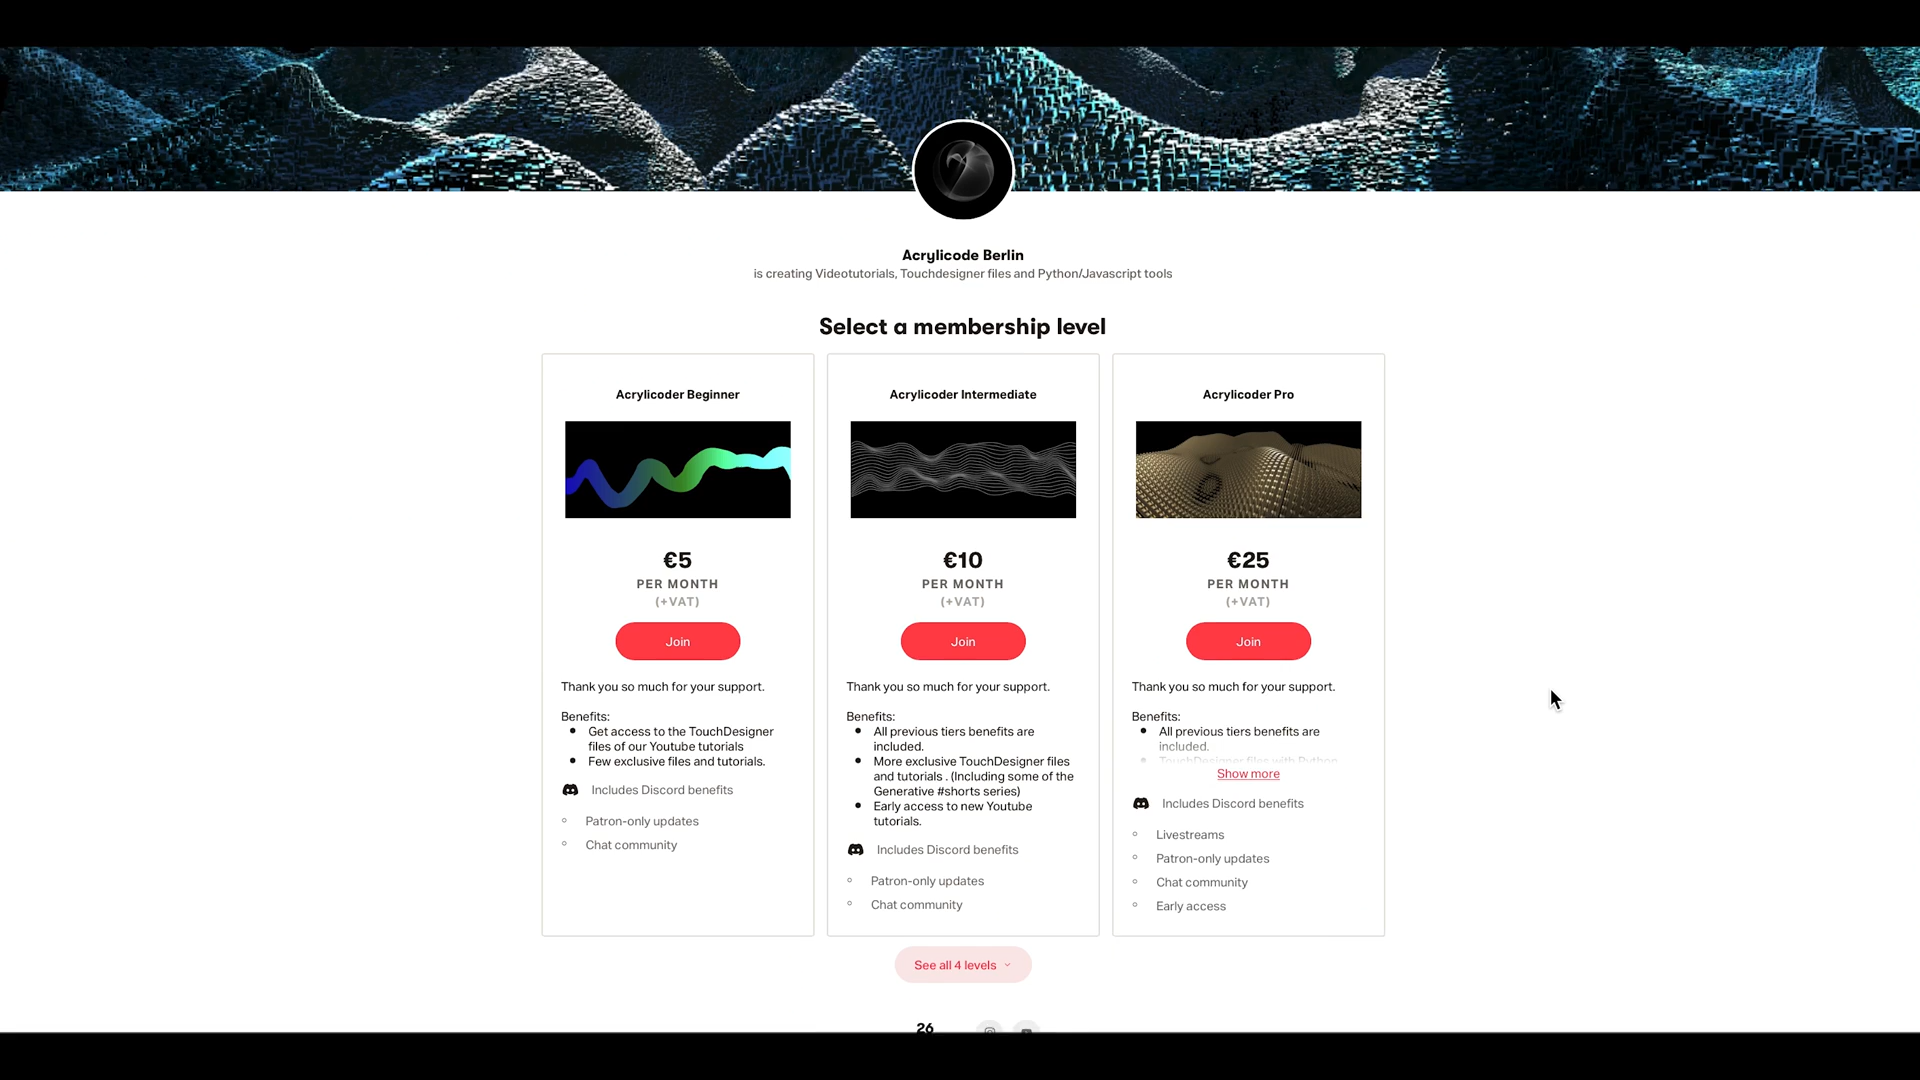 Acrylicode Berlin
is creating Videotutorials, Touchdesigner files and Python/Javascript tools
Select a membership level
Acrylicoder Beginner
€5
PER MONTH
(+VAT)
Join
Thank you so much for your support.
Benefits:
Get access to the TouchDesigner
files of our Youtube tutorials
Few exclusive files and tutorials.
Includes Discord benefits
Patron-only updates
Chat community
Acrylicoder Intermediate
€10
PER MONTH
(+VAT)
Join
Thank you so much for your support.
Benefits:
All previous tiers benefits are
included.
More exclusive TouchDesigner files
and tutorials . (Including some of the
Generative #shorts series)
Early access to new Youtube
tutorials.
Includes Discord benefits
Patron-only updates
Chat community
Acrylicoder Pro
€25
PER MONTH
(+VAT)
Join
Thank you so much for your support.
Benefits:
All previous tiers benefits are
included.
TouchDesigner files with Python
Show more
Includes Discord benefits
Livestreams
Patron-only updates
Chat community
Early access
See all 4 levels
26